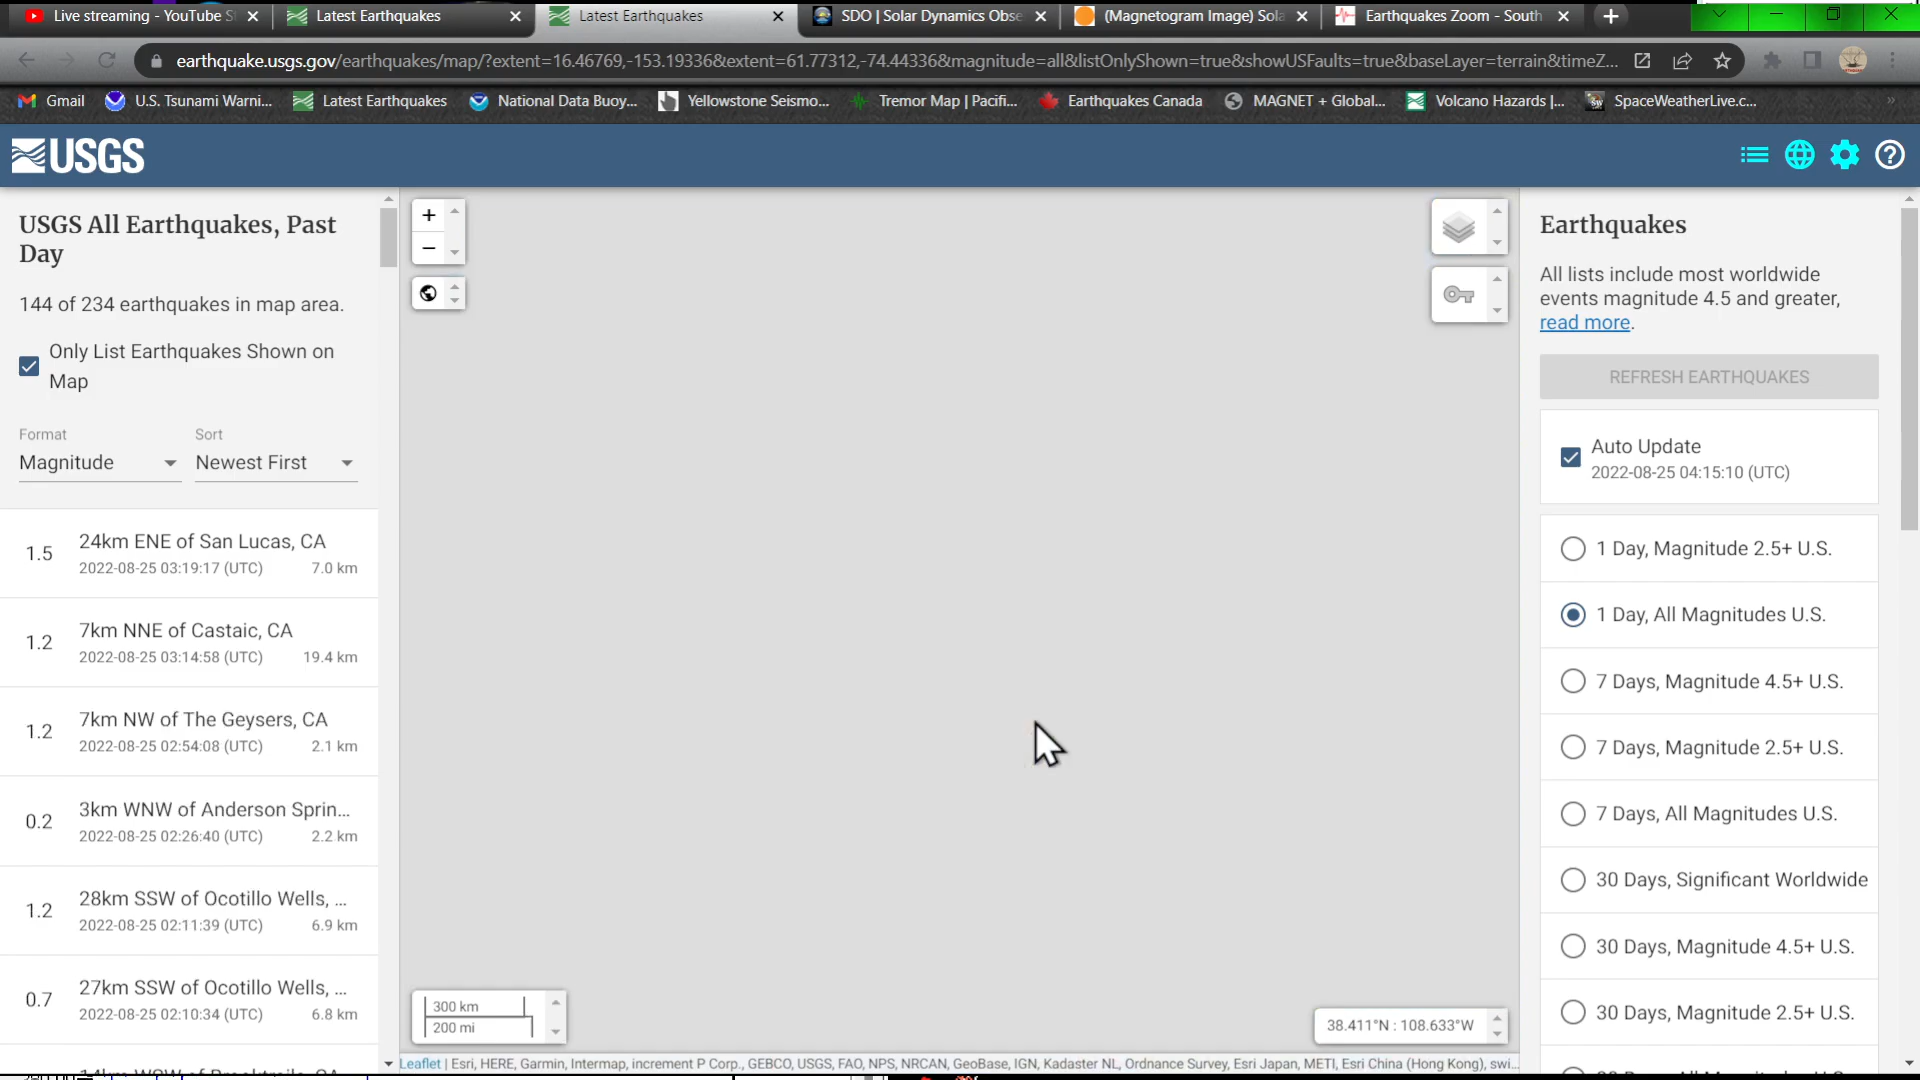 Live streaming - YouTube S
Latest Earthquakes
Latest Earthquakes
SDO | Solar Dynamics Obse
(Magnetogram Image) Sola
Earthquakes Zoom - South
earthquake.usgs.gov/earthquakes/map/?extent=16.46769,-153.19336&extent=61.77312,-74.44336&magnitude=all&listOnlyShown=true&showUSFaults=true&baseLayer=terrain&timeZ...
Gmail
U.S. Tsunami Warni...
Latest Earthquakes
National Data Buoy...
Yellowstone Seismo...
Tremor Map | Pacifi...
Earthquakes Canada
MAGNET + Global...
Volcano Hazards |...
SpaceWeatherLive.c...
USGS
USGS All Earthquakes, Past
Day
144 of 234 earthquakes in map area.
Only List Earthquakes Shown on
Map
Format
Sort
Magnitude
Newest First
1.5
24km ENE of San Lucas, CA
2022-08-25 03:19:17 (UTC) 7.0 km
1.2
7km NNE of Castaic, CA
2022-08-25 03:14:58 (UTC) 19.4 km
1.2
7km NW of The Geysers, CA
2022-08-25 02:54:08 (UTC) 2.1 km
0.2
3km WNW of Anderson Sprin...
2022-08-25 02:26:40 (UTC) 2.2 km
1.2
28km SSW of Ocotillo Wells, ...
2022-08-25 02:11:39 (UTC) 6.9 km
0.7
27km SSW of Ocotillo Wells, ...
2022-08-25 02:10:34 (UTC) 6.8 km
+
−
300 km
200 mi
38.411°N : 108.633°W
Leaflet | Esri, HERE, Garmin, Intermap, increment P Corp., GEBCO, USGS, FAO, NPS, NRCAN, GeoBase, IGN, Kadaster NL, Ordnance Survey, Esri Japan, METI, Esri China (Hong Kong), swi...
Earthquakes
All lists include most worldwide
events magnitude 4.5 and greater,
read more.
REFRESH EARTHQUAKES
Auto Update
2022-08-25 04:15:10 (UTC)
1 Day, Magnitude 2.5+ U.S.
1 Day, All Magnitudes U.S.
7 Days, Magnitude 4.5+ U.S.
7 Days, Magnitude 2.5+ U.S.
7 Days, All Magnitudes U.S.
30 Days, Significant Worldwide
30 Days, Magnitude 4.5+ U.S.
30 Days, Magnitude 2.5+ U.S.